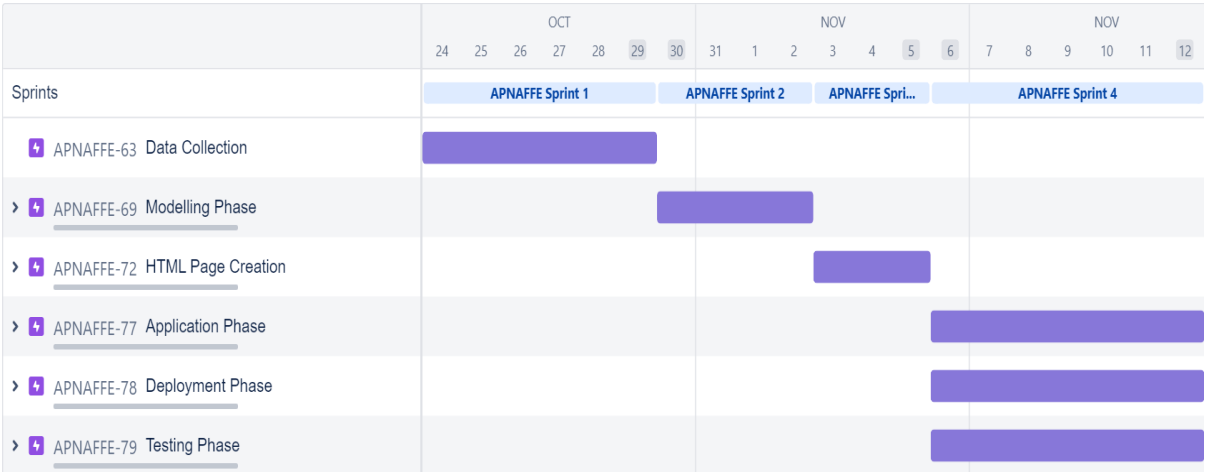 OCT NOV NOV
24 25 26 27 28 29 30 31 1 2 3 4 5 6 7 8 9 10 11 12
Sprints APNAFFE Sprint 1 APNAFFE Sprint 2 APNAFFE Spri... APNAFFE Sprint 4
APNAFFE-63 Data Collection
APNAFFE-69 Modelling Phase
APNAFFE-72 HTML Page Creation
APNAFFE-77 Application Phase
APNAFFE-78 Deployment Phase
APNAFFE-79 Testing Phase